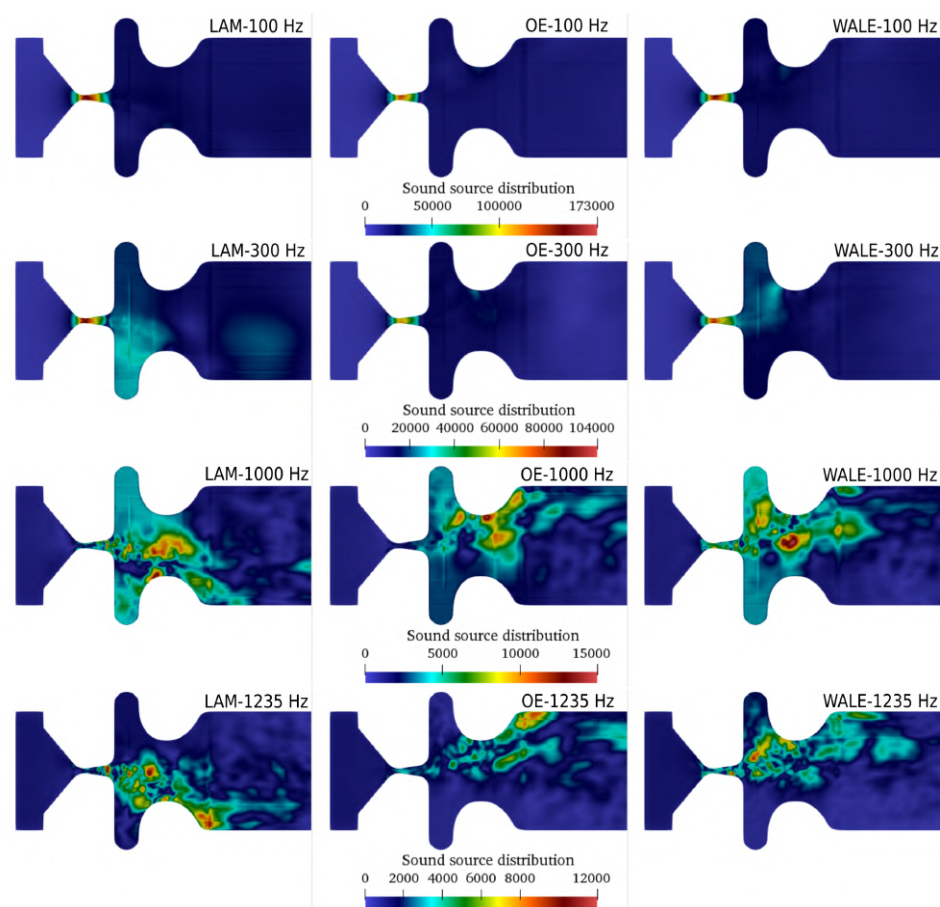 LAM-100 Hz OE-100 Hz WALE-100 Hz
Sound source distribution
0 50000 100000 173000
LAM-300 Hz OE-300 Hz WALE-300 Hz
Sound source distribution
0 20000 40000 60000 80000 104000
LAM-1000 Hz OE-1000 Hz WALE-1000 Hz
Sound source distribution
0 5000 10000 15000
LAM-1235 Hz OE-1235 Hz WALE-1235 Hz
Sound source distribution
0 2000 4000 6000 8000 12000